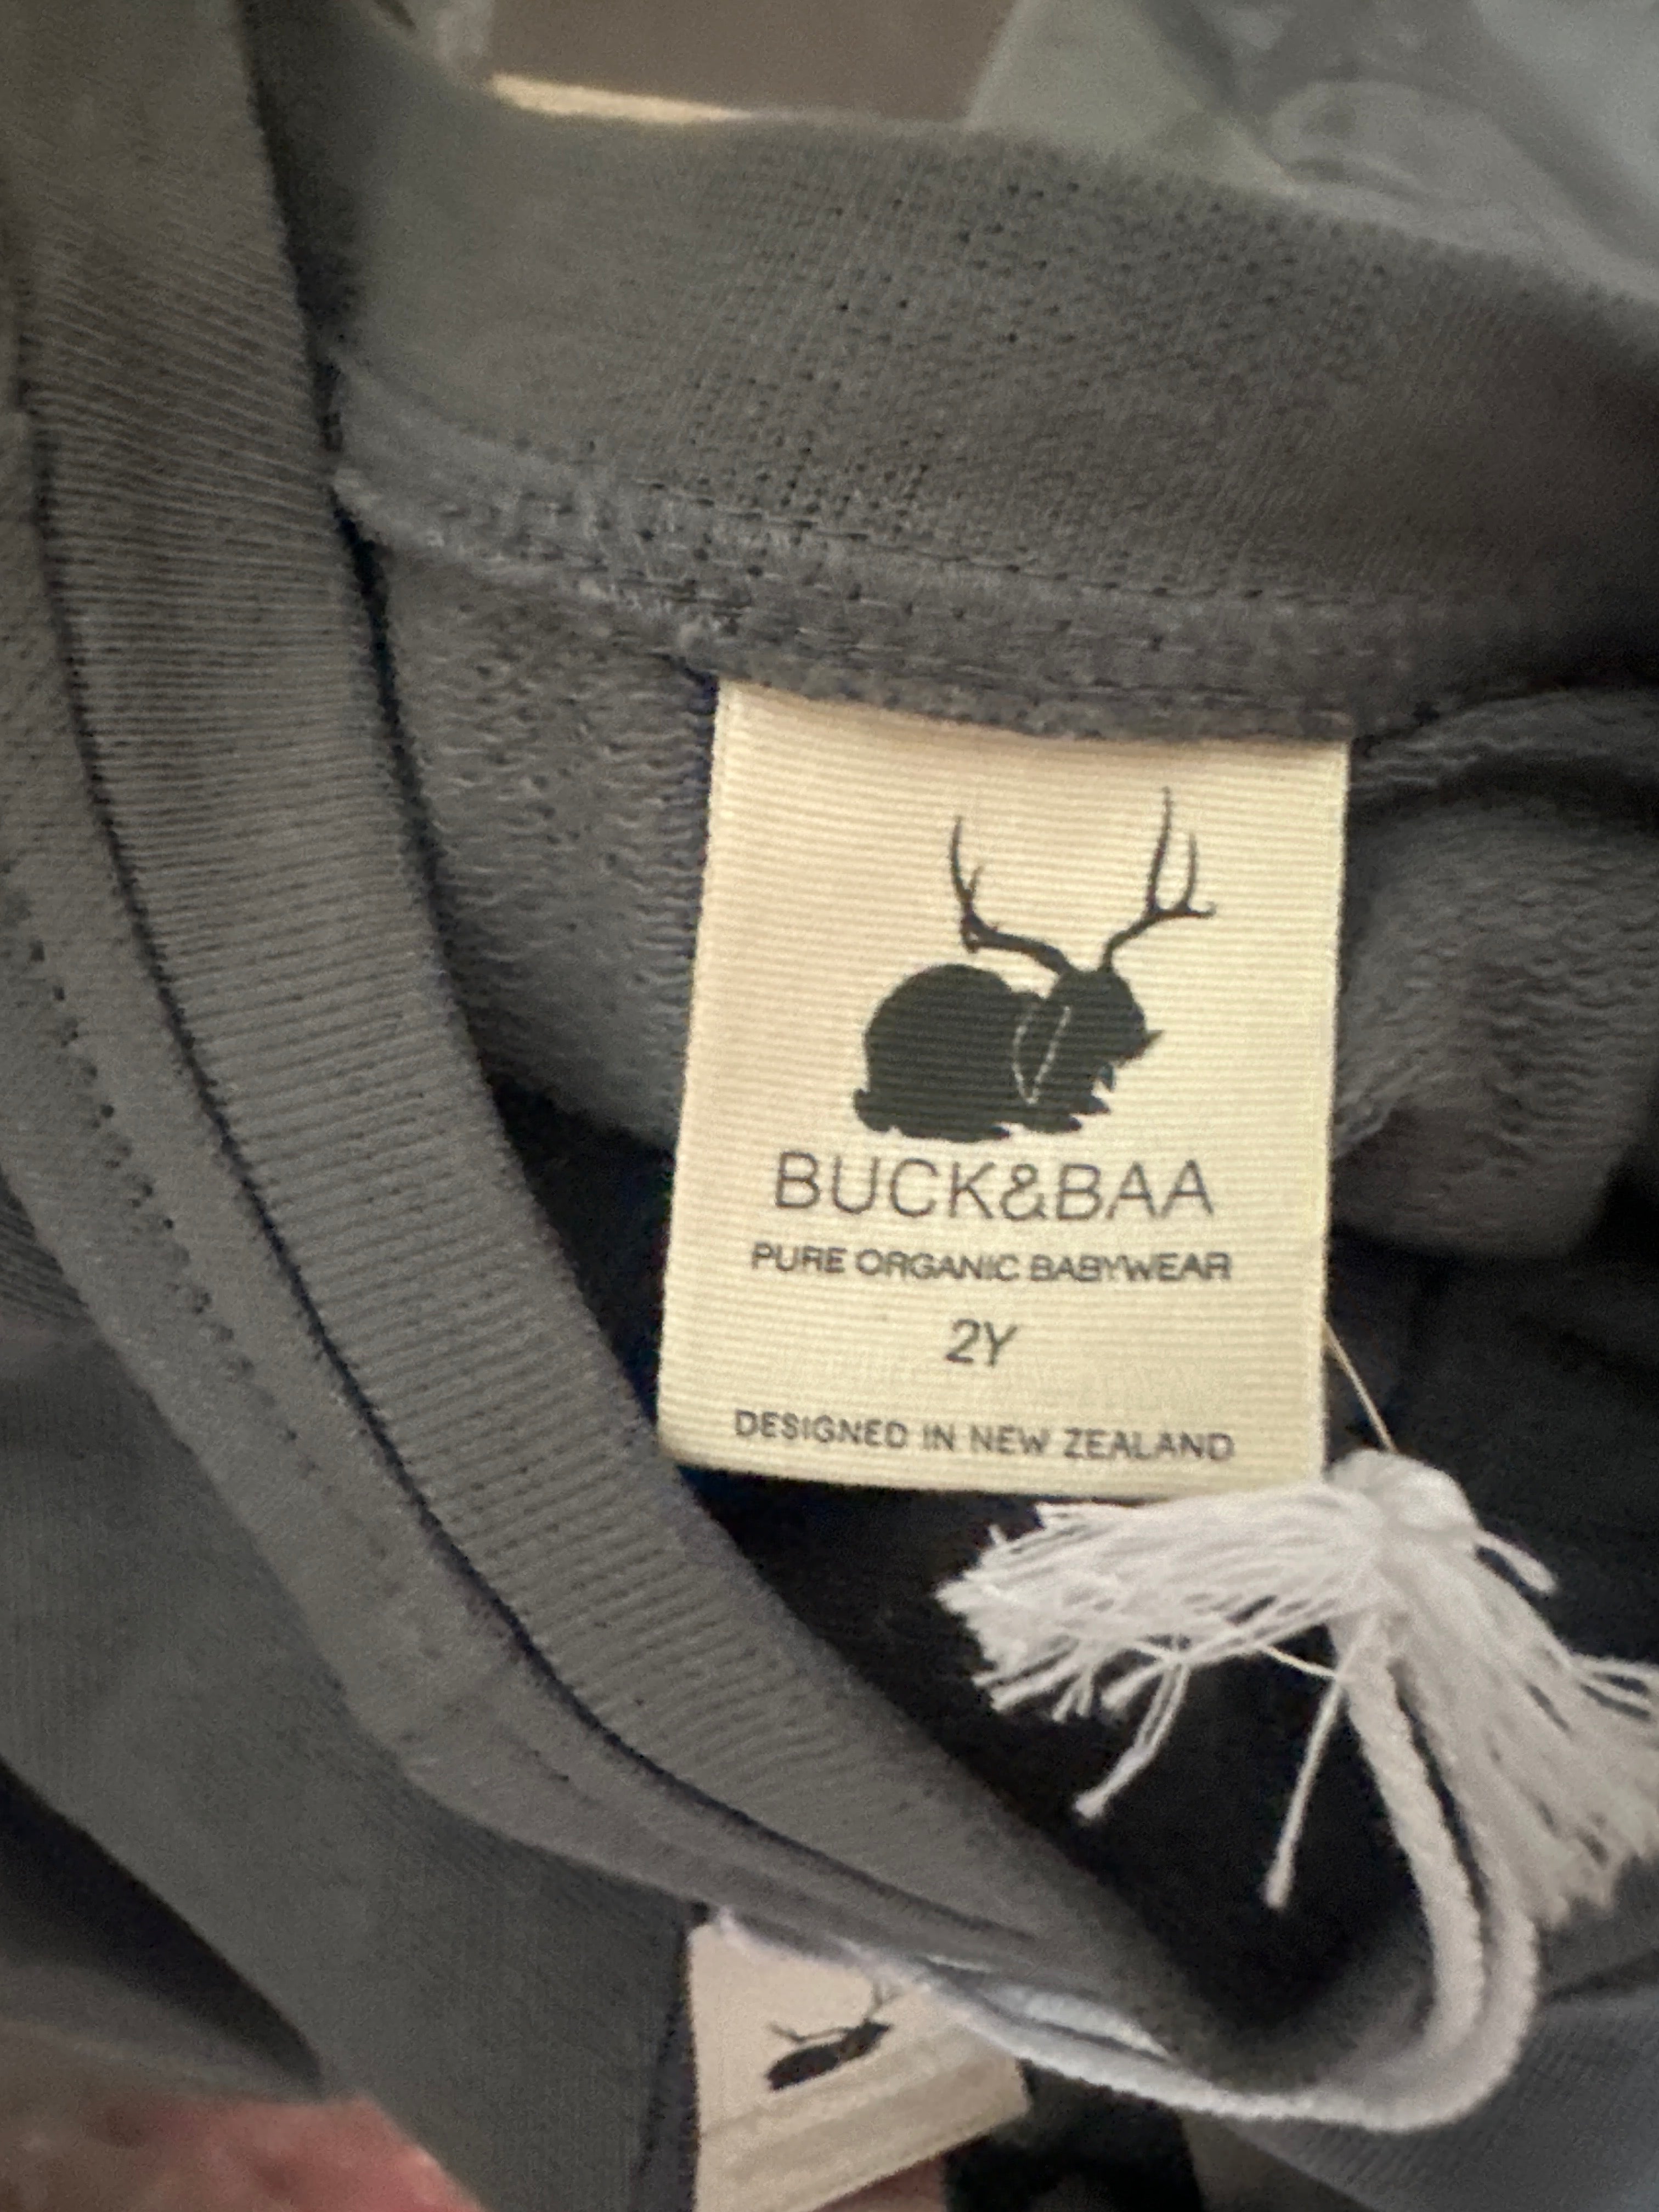 BUCK&BAA
PURE ORGANIC BABYWEAR
2Y
DESIGNED IN NEW ZEALAND